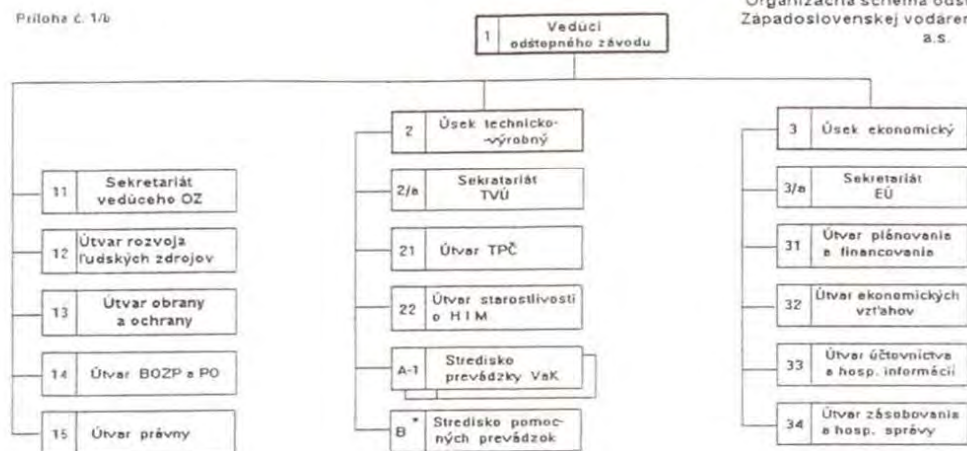 Príloha č. 1/b
Organizačná schéma
Západoslovenskej
a.s.
1
Vedúci
odštepného závodu
2
Úsek technicko-
-výrobný
3
Úsek ekonomický
11
Sekretariát
vedúceho OZ
2/a
Sekratariát
TVÚ
3/a
Sekretariát
EÚ
12
Útvar rozvoja
ľudských zdrojov
21
Útvar TPČ
31
Útvar plánovania
a financovania
13
Útvar obrany
a ochrany
22
Útvar starostlivosti
o H I M
32
Útvar ekonomických
vzťahov
14
Útvar BOZP a PO
A-1
Stredisko
prevádzky VaK
33
Útvar účtovníctva
a hosp. informácií
15
Útvar právny
B *
Stredisko pomoc-
ných prevádzok
34
Útvar zásobovania
a hosp. správy